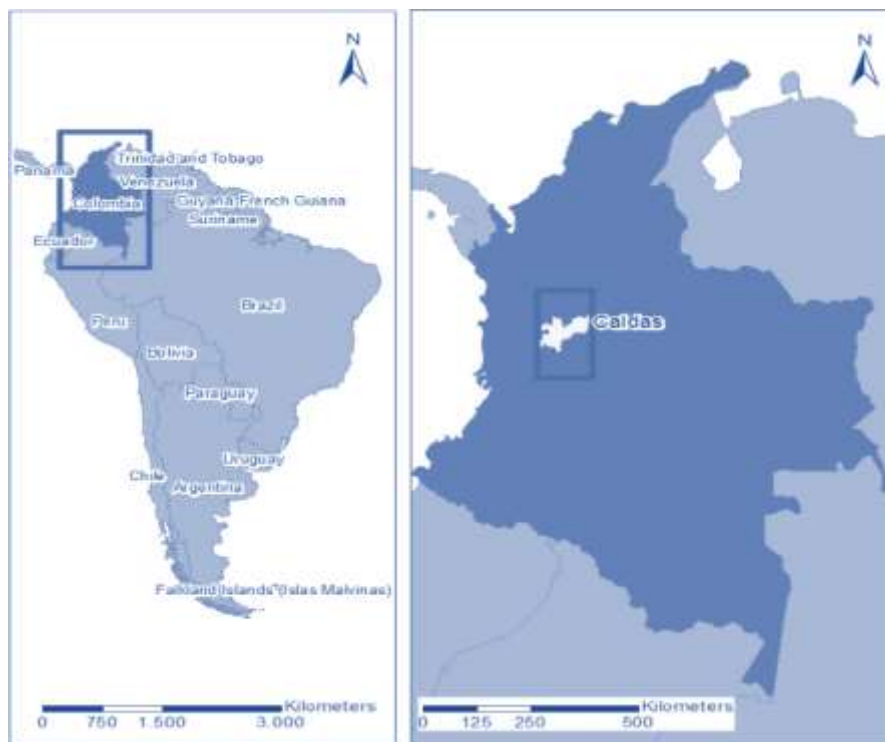 N
Trinidad and Tobago
Panama
Venezuela
Guyana French Guiana
Colombia
Suriname
Ecuador
Brazil
Peru
Bolivia
Paraguay
Uruguay
Chile
Argentina
Falkland Islands (Islas Malvinas)
Kilometers
0 750 1.500 3.000
N
Caldas
Kilometers
0 125 250 500